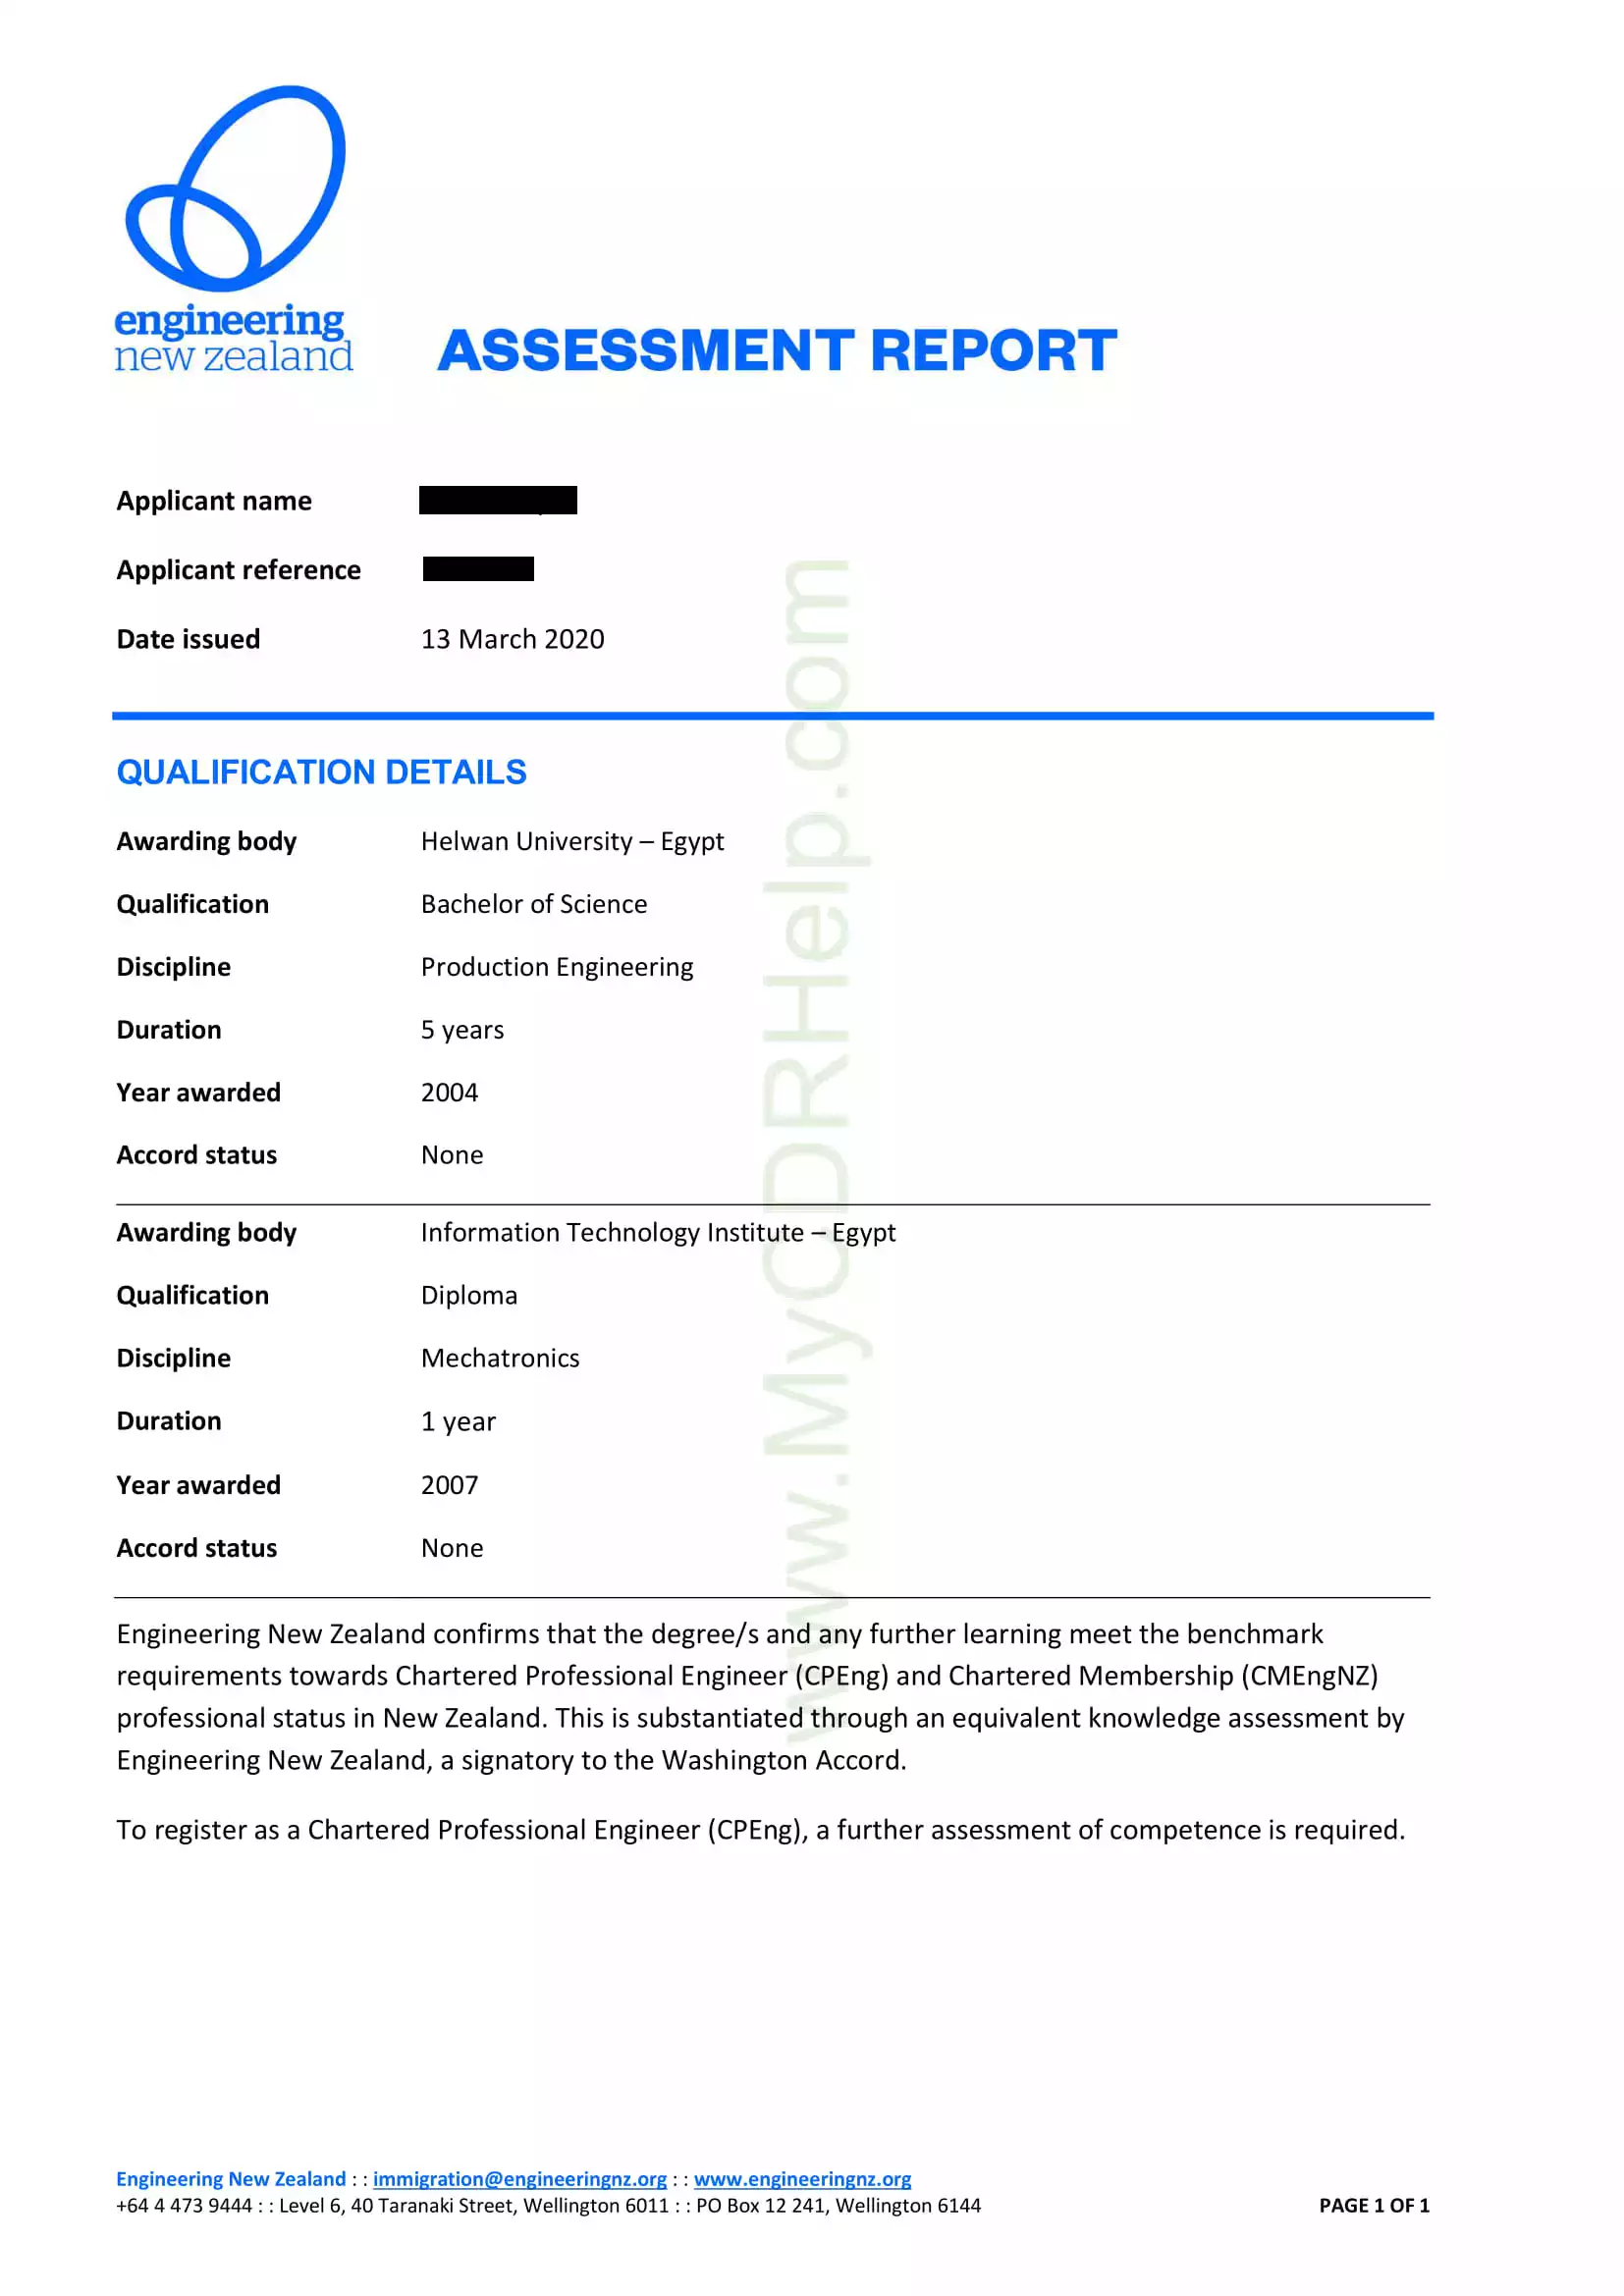 engineering
new zealand
ASSESSMENT REPORT
Applicant name
Applicant reference
Date issued 13 March 2020
QUALIFICATION DETAILS
Awarding body Helwan University – Egypt
Qualification Bachelor of Science
Discipline Production Engineering
Duration 5 years
Year awarded 2004
Accord status None
Awarding body Information Technology Institute – Egypt
Qualification Diploma
Discipline Mechatronics
Duration 1 year
Year awarded 2007
Accord status None
Engineering New Zealand confirms that the degree/s and any further learning meet the benchmark
requirements towards Chartered Professional Engineer (CPEng) and Chartered Membership (CMEngNZ)
professional status in New Zealand. This is substantiated through an equivalent knowledge assessment by
Engineering New Zealand, a signatory to the Washington Accord.
To register as a Chartered Professional Engineer (CPEng), a further assessment of competence is required.
Engineering New Zealand : : immigration@engineeringnz.org : : www.engineeringnz.org
+64 4 473 9444 : : Level 6, 40 Taranaki Street, Wellington 6011 : : PO Box 12 241, Wellington 6144 PAGE 1 OF 1
www.MyCDRHelp.com